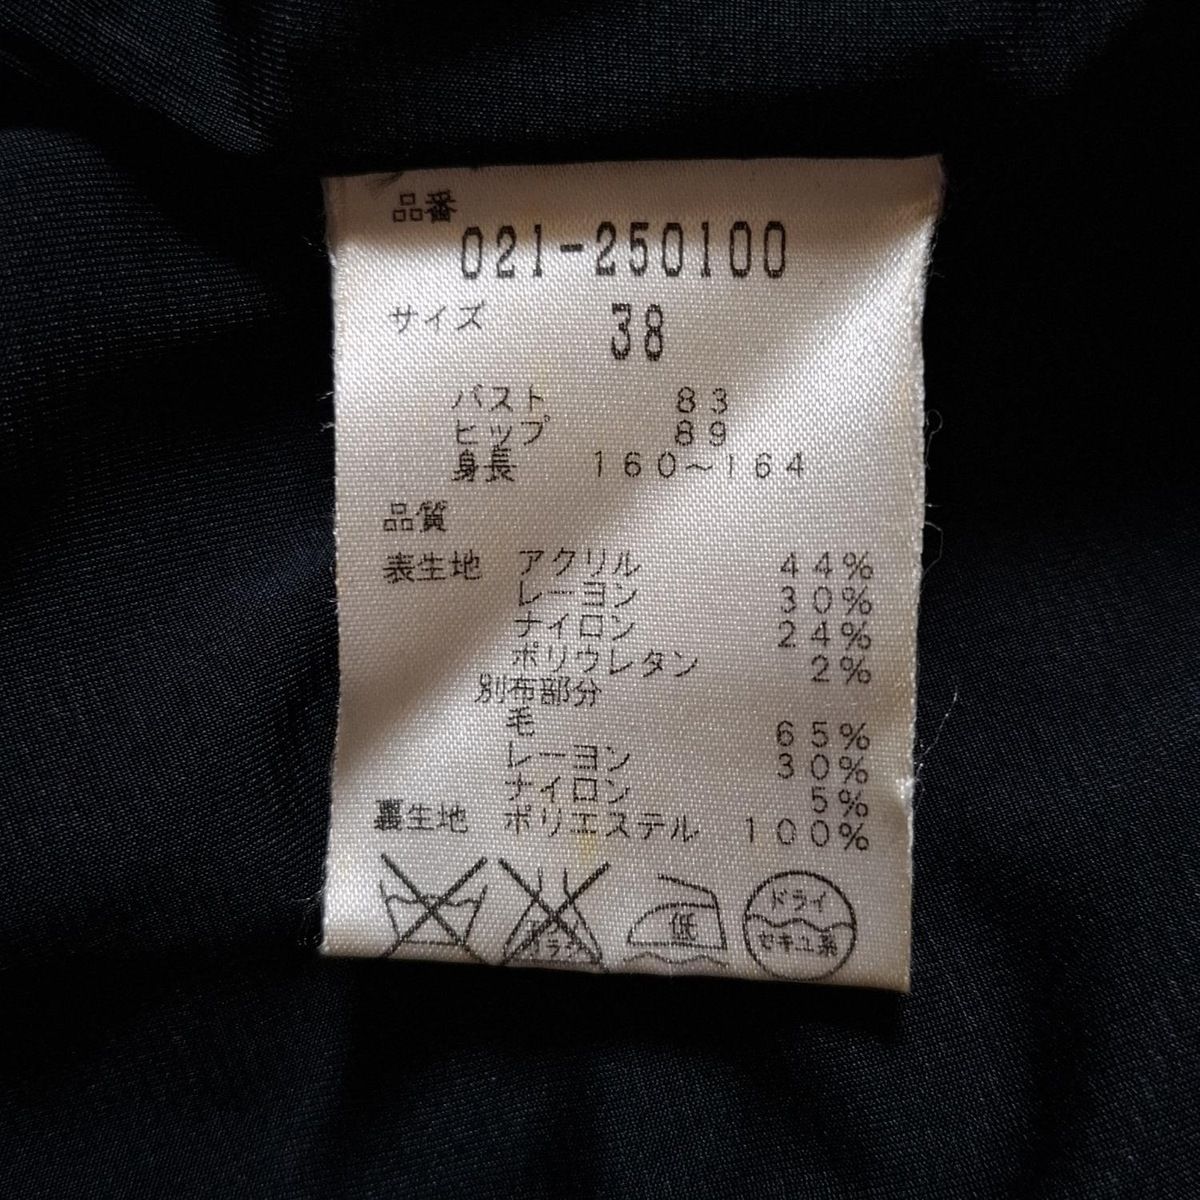 品番
021-250100
サイズ 38
バスト 83
ヒップ 89
身長 160~164
品質
表生地 アクリル 44%
レーヨン 30%
ナイロン 24%
ポリウレタン 2%
別布部分
毛 65%
レーヨン 30%
ナイロン 5%
裏生地 ポリエステル 100%
低
ドライ
セキユ系